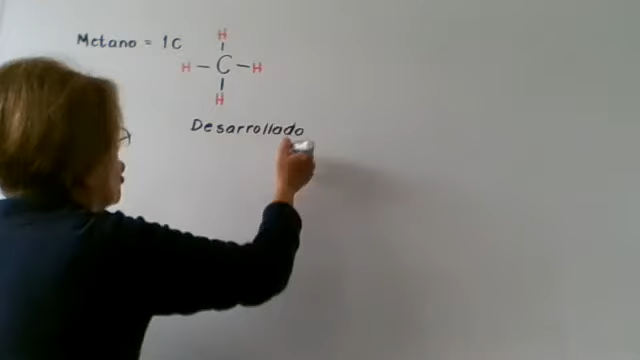 Metano = 1C
H
H — C — H
H
Desarrollado